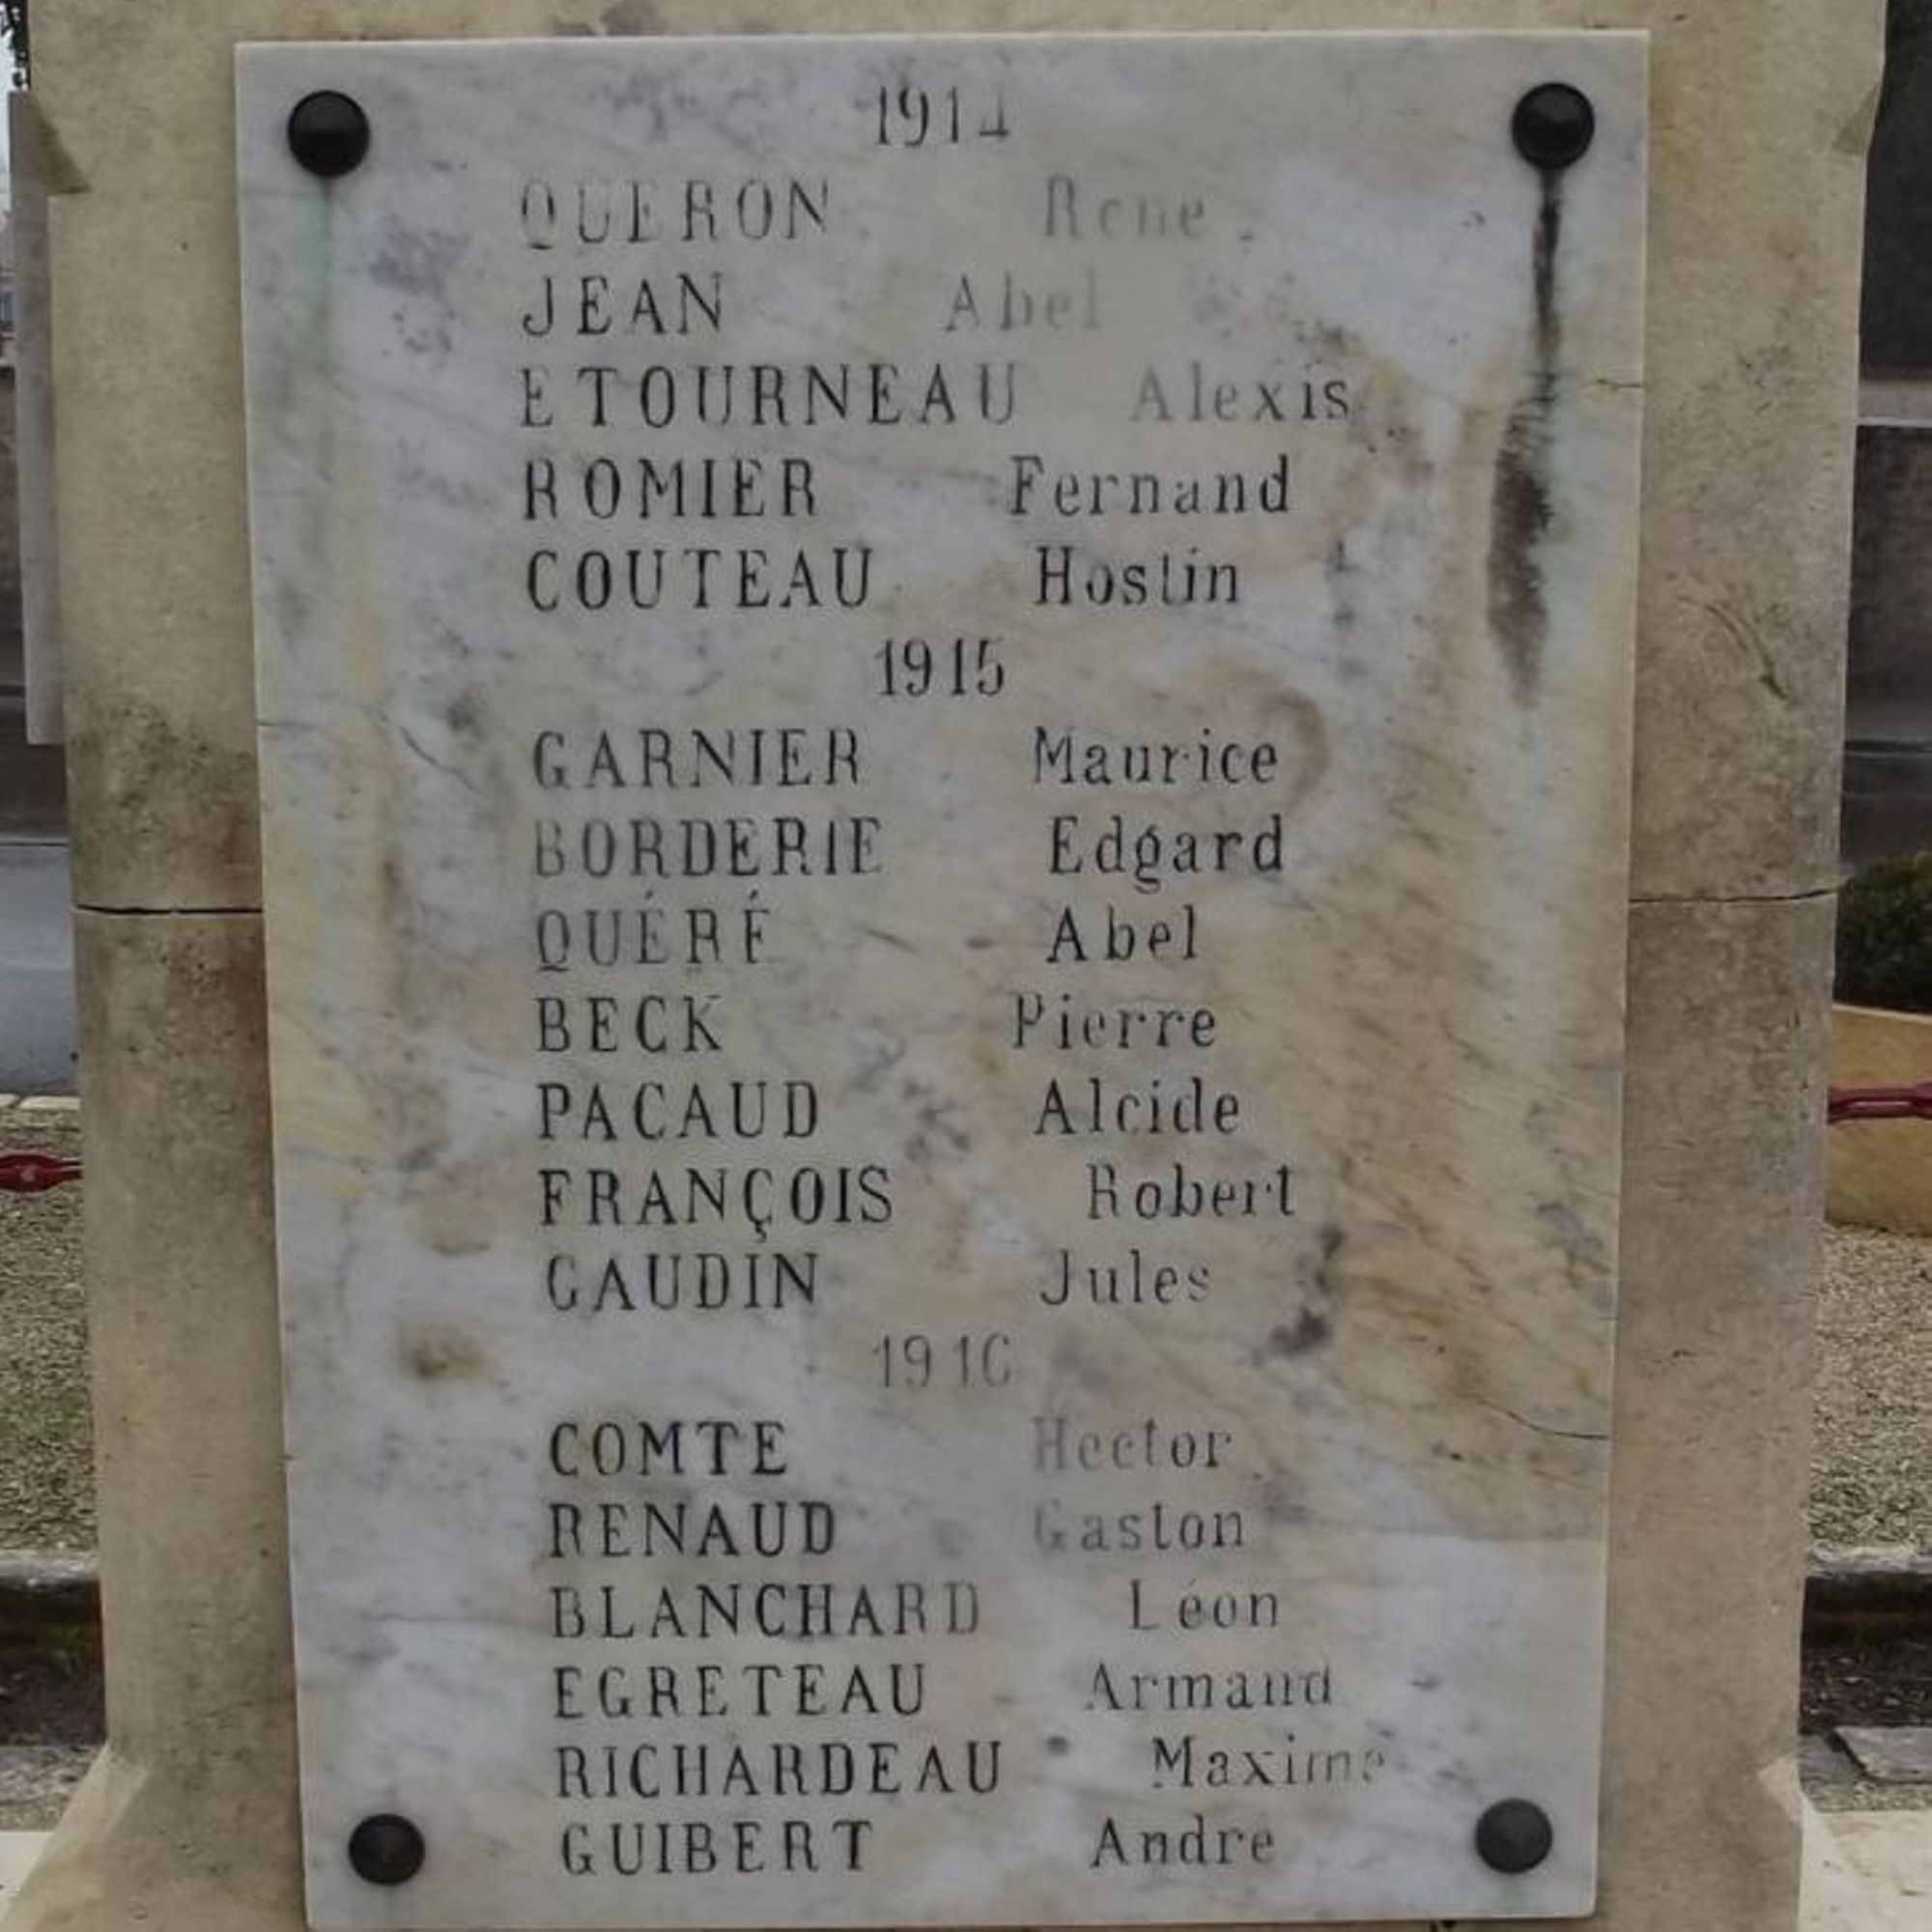 1914
QUERON René
JEAN Abel
ETOURNEAU Alexis
ROMIER Fernand
COUTEAU Hostin
1915
GARNIER Maurice
BORDERIE Edgard
QUÉRÉ Abel
BECK Pierre
PACAUD Alcide
FRANÇOIS Robert
GAUDIN Jules
1916
COMTE Hector
RENAUD Gaston
BLANCHARD Léon
EGRETEAU Armand
RICHARDEAU Maxime
GUIBERT Andre